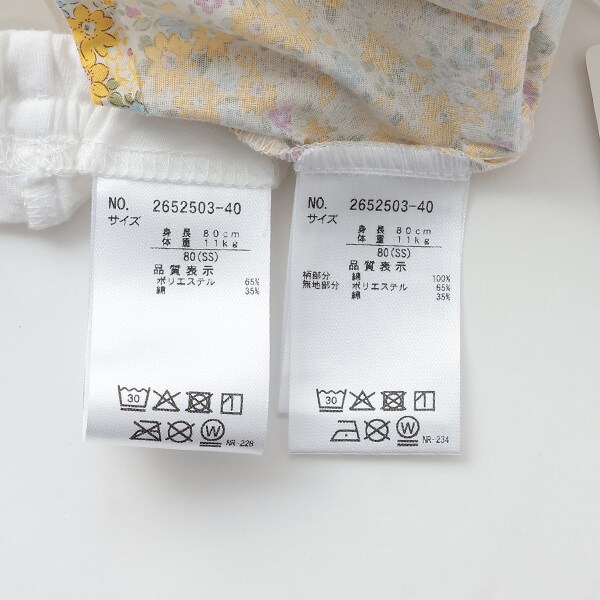 NO. 2652503-40
サイズ
身長 80cm
体重 11kg
80(SS)
品質表示
ポリエステル 65%
綿 35%
30
W
NR-228
NO. 2652503-40
サイズ
身長 80cm
体重 11kg
80(SS)
品質表示
柄部分 綿 100%
無地部分 ポリエステル 65%
綿 35%
30
W
NR-234